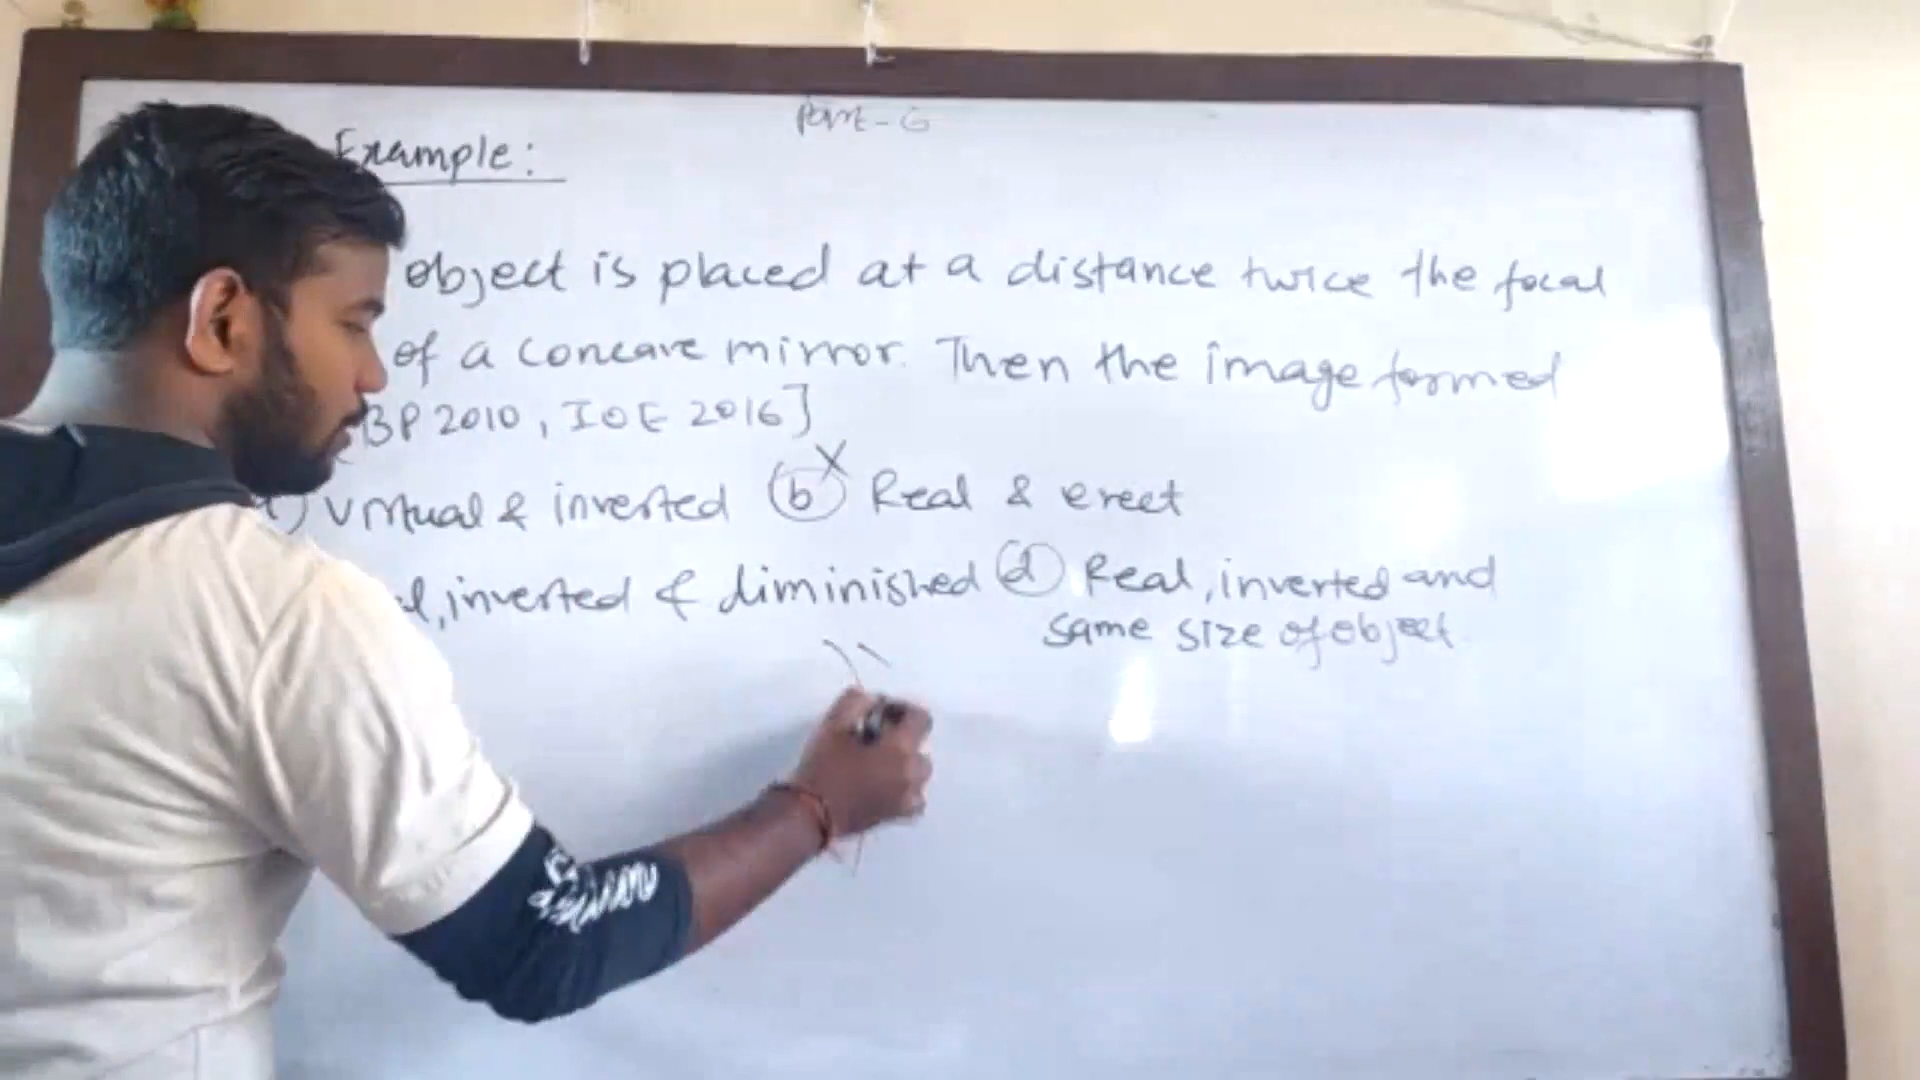 Part-6
Example:
object is placed at a distance twice the focal
of a concave mirror. Then the image formed
BP 2010, IOE 2016]
) virtual & inverted (b) X Real & erect
inverted & diminished (d) Real, inverted and
same size of object